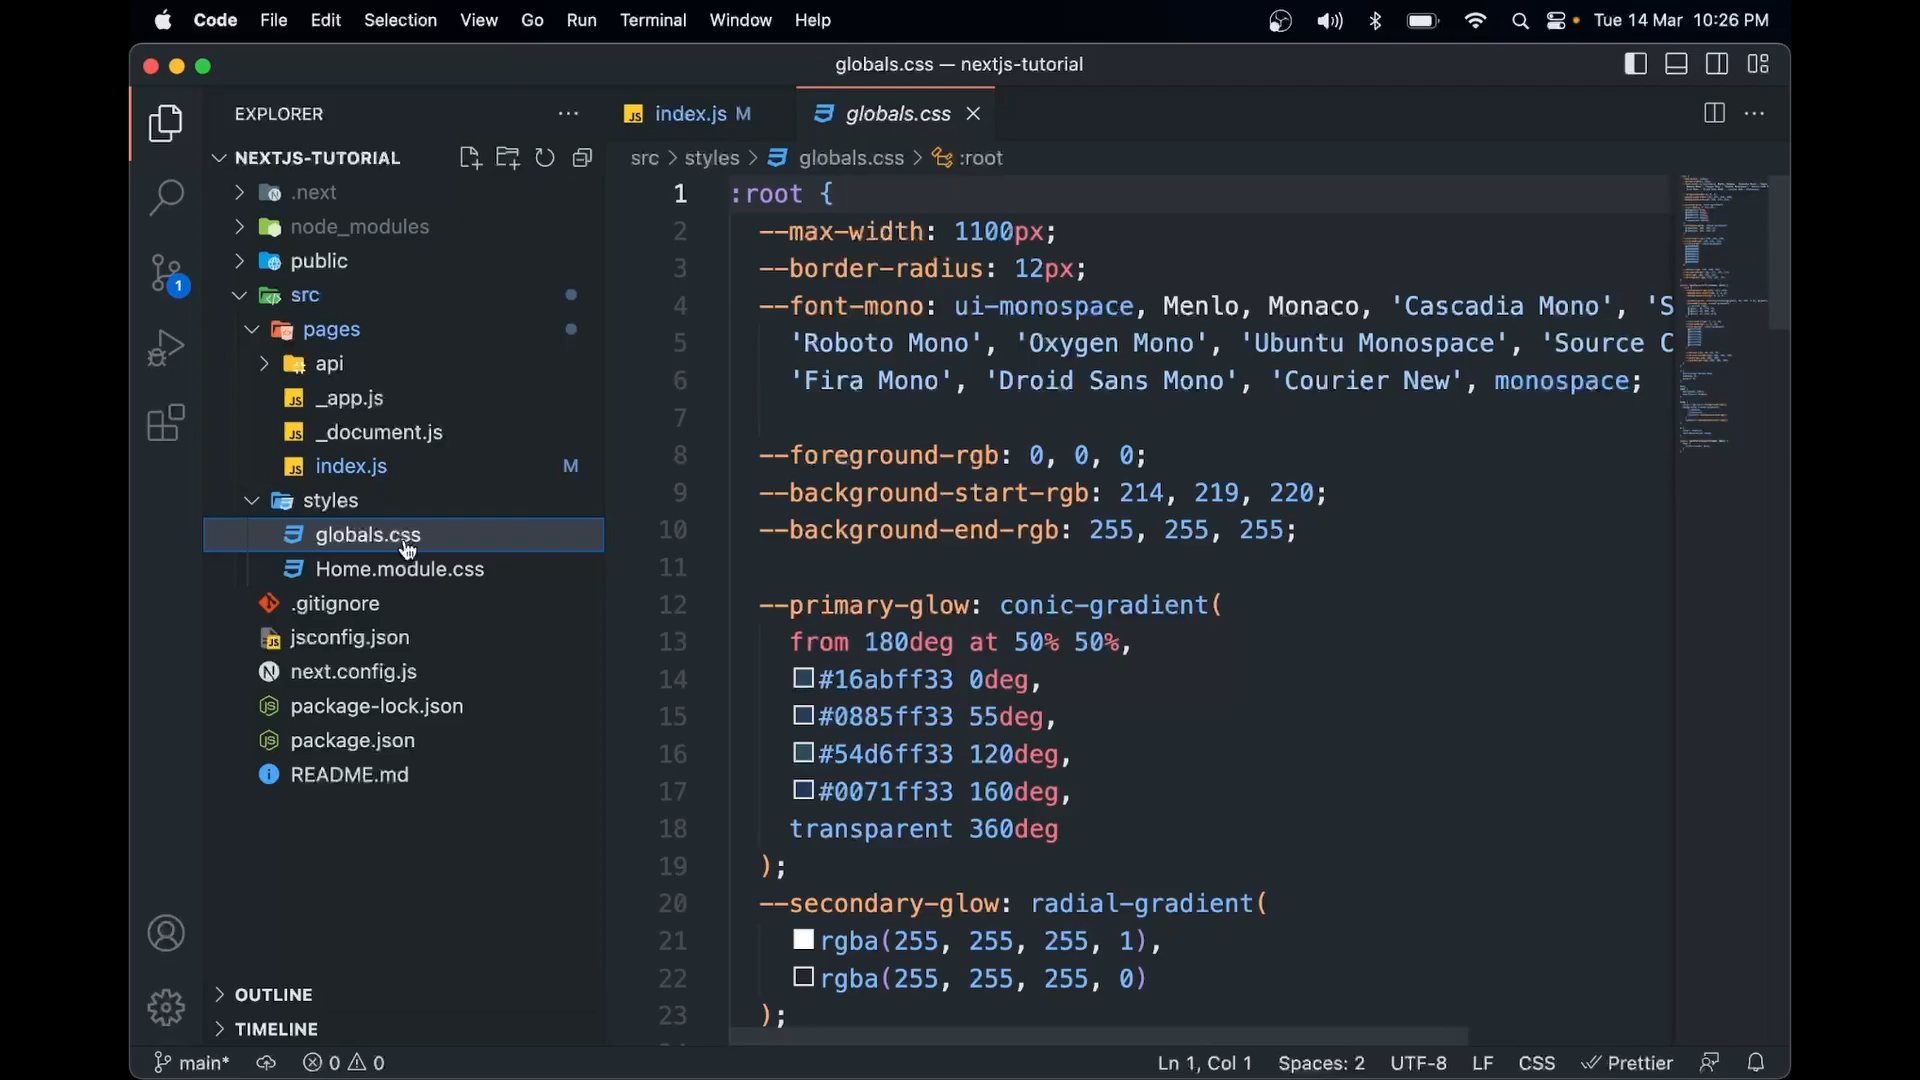 Code File Edit Selection View Go Run Terminal Window Help Tue 14 Mar 10:26 PM
globals.css — nextjs-tutorial
EXPLORER
NEXTJS-TUTORIAL
.next
node_modules
public
src
pages
api
JS _app.js
JS _document.js
JS index.js M
styles
globals.css
Home.module.css
.gitignore
JS jsconfig.json
N next.config.js
package-lock.json
package.json
README.md
OUTLINE
TIMELINE
1
JS index.js M globals.css
src > styles > globals.css > :root
1 :root {
2 --max-width: 1100px;
3 --border-radius: 12px;
4 --font-mono: ui-monospace, Menlo, Monaco, 'Cascadia Mono', 'S
5 'Roboto Mono', 'Oxygen Mono', 'Ubuntu Monospace', 'Source C
6 'Fira Mono', 'Droid Sans Mono', 'Courier New', monospace;
7
8 --foreground-rgb: 0, 0, 0;
9 --background-start-rgb: 214, 219, 220;
10 --background-end-rgb: 255, 255, 255;
11
12 --primary-glow: conic-gradient(
13 from 180deg at 50% 50%,
14 #16abff33 0deg,
15 #0885ff33 55deg,
16 #54d6ff33 120deg,
17 #0071ff33 160deg,
18 transparent 360deg
19 );
20 --secondary-glow: radial-gradient(
21 rgba(255, 255, 255, 1),
22 rgba(255, 255, 255, 0)
23 );
main* 0 0 Ln 1, Col 1 Spaces: 2 UTF-8 LF CSS Prettier